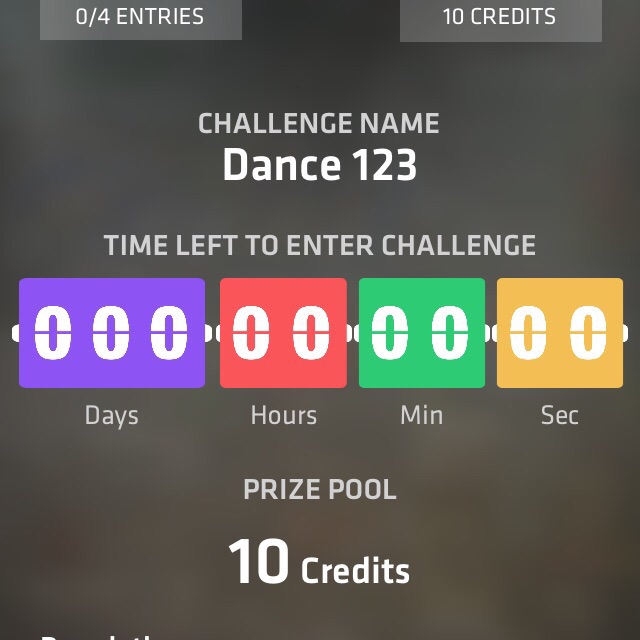 0/4 ENTRIES
10 CREDITS
CHALLENGE NAME
Dance 123
TIME LEFT TO ENTER CHALLENGE
000 00 00 00
Days Hours Min Sec
PRIZE POOL
10 Credits